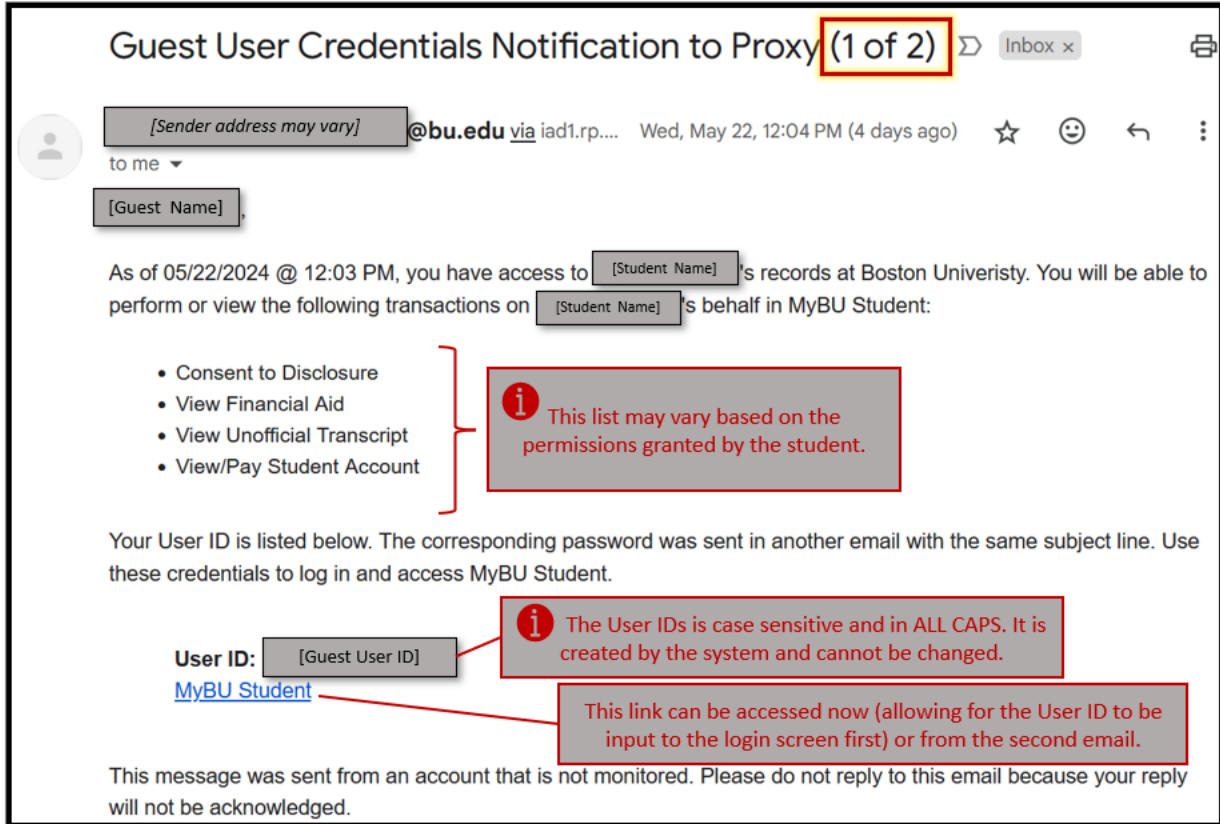 Guest User Credentials Notification to Proxy (1 of 2) Inbox ×
[Sender address may vary] @bu.edu via iad1.rp.... Wed, May 22, 12:04 PM (4 days ago)
to me
[Guest Name] ,
As of 05/22/2024 @ 12:03 PM, you have access to [Student Name] 's records at Boston Univeristy. You will be able to
perform or view the following transactions on [Student Name] 's behalf in MyBU Student:
• Consent to Disclosure
• View Financial Aid
• View Unofficial Transcript
• View/Pay Student Account
i This list may vary based on the
permissions granted by the student.
Your User ID is listed below. The corresponding password was sent in another email with the same subject line. Use
these credentials to log in and access MyBU Student.
i The User IDs is case sensitive and in ALL CAPS. It is
created by the system and cannot be changed.
User ID: [Guest User ID]
MyBU Student
This link can be accessed now (allowing for the User ID to be
input to the login screen first) or from the second email.
This message was sent from an account that is not monitored. Please do not reply to this email because your reply
will not be acknowledged.